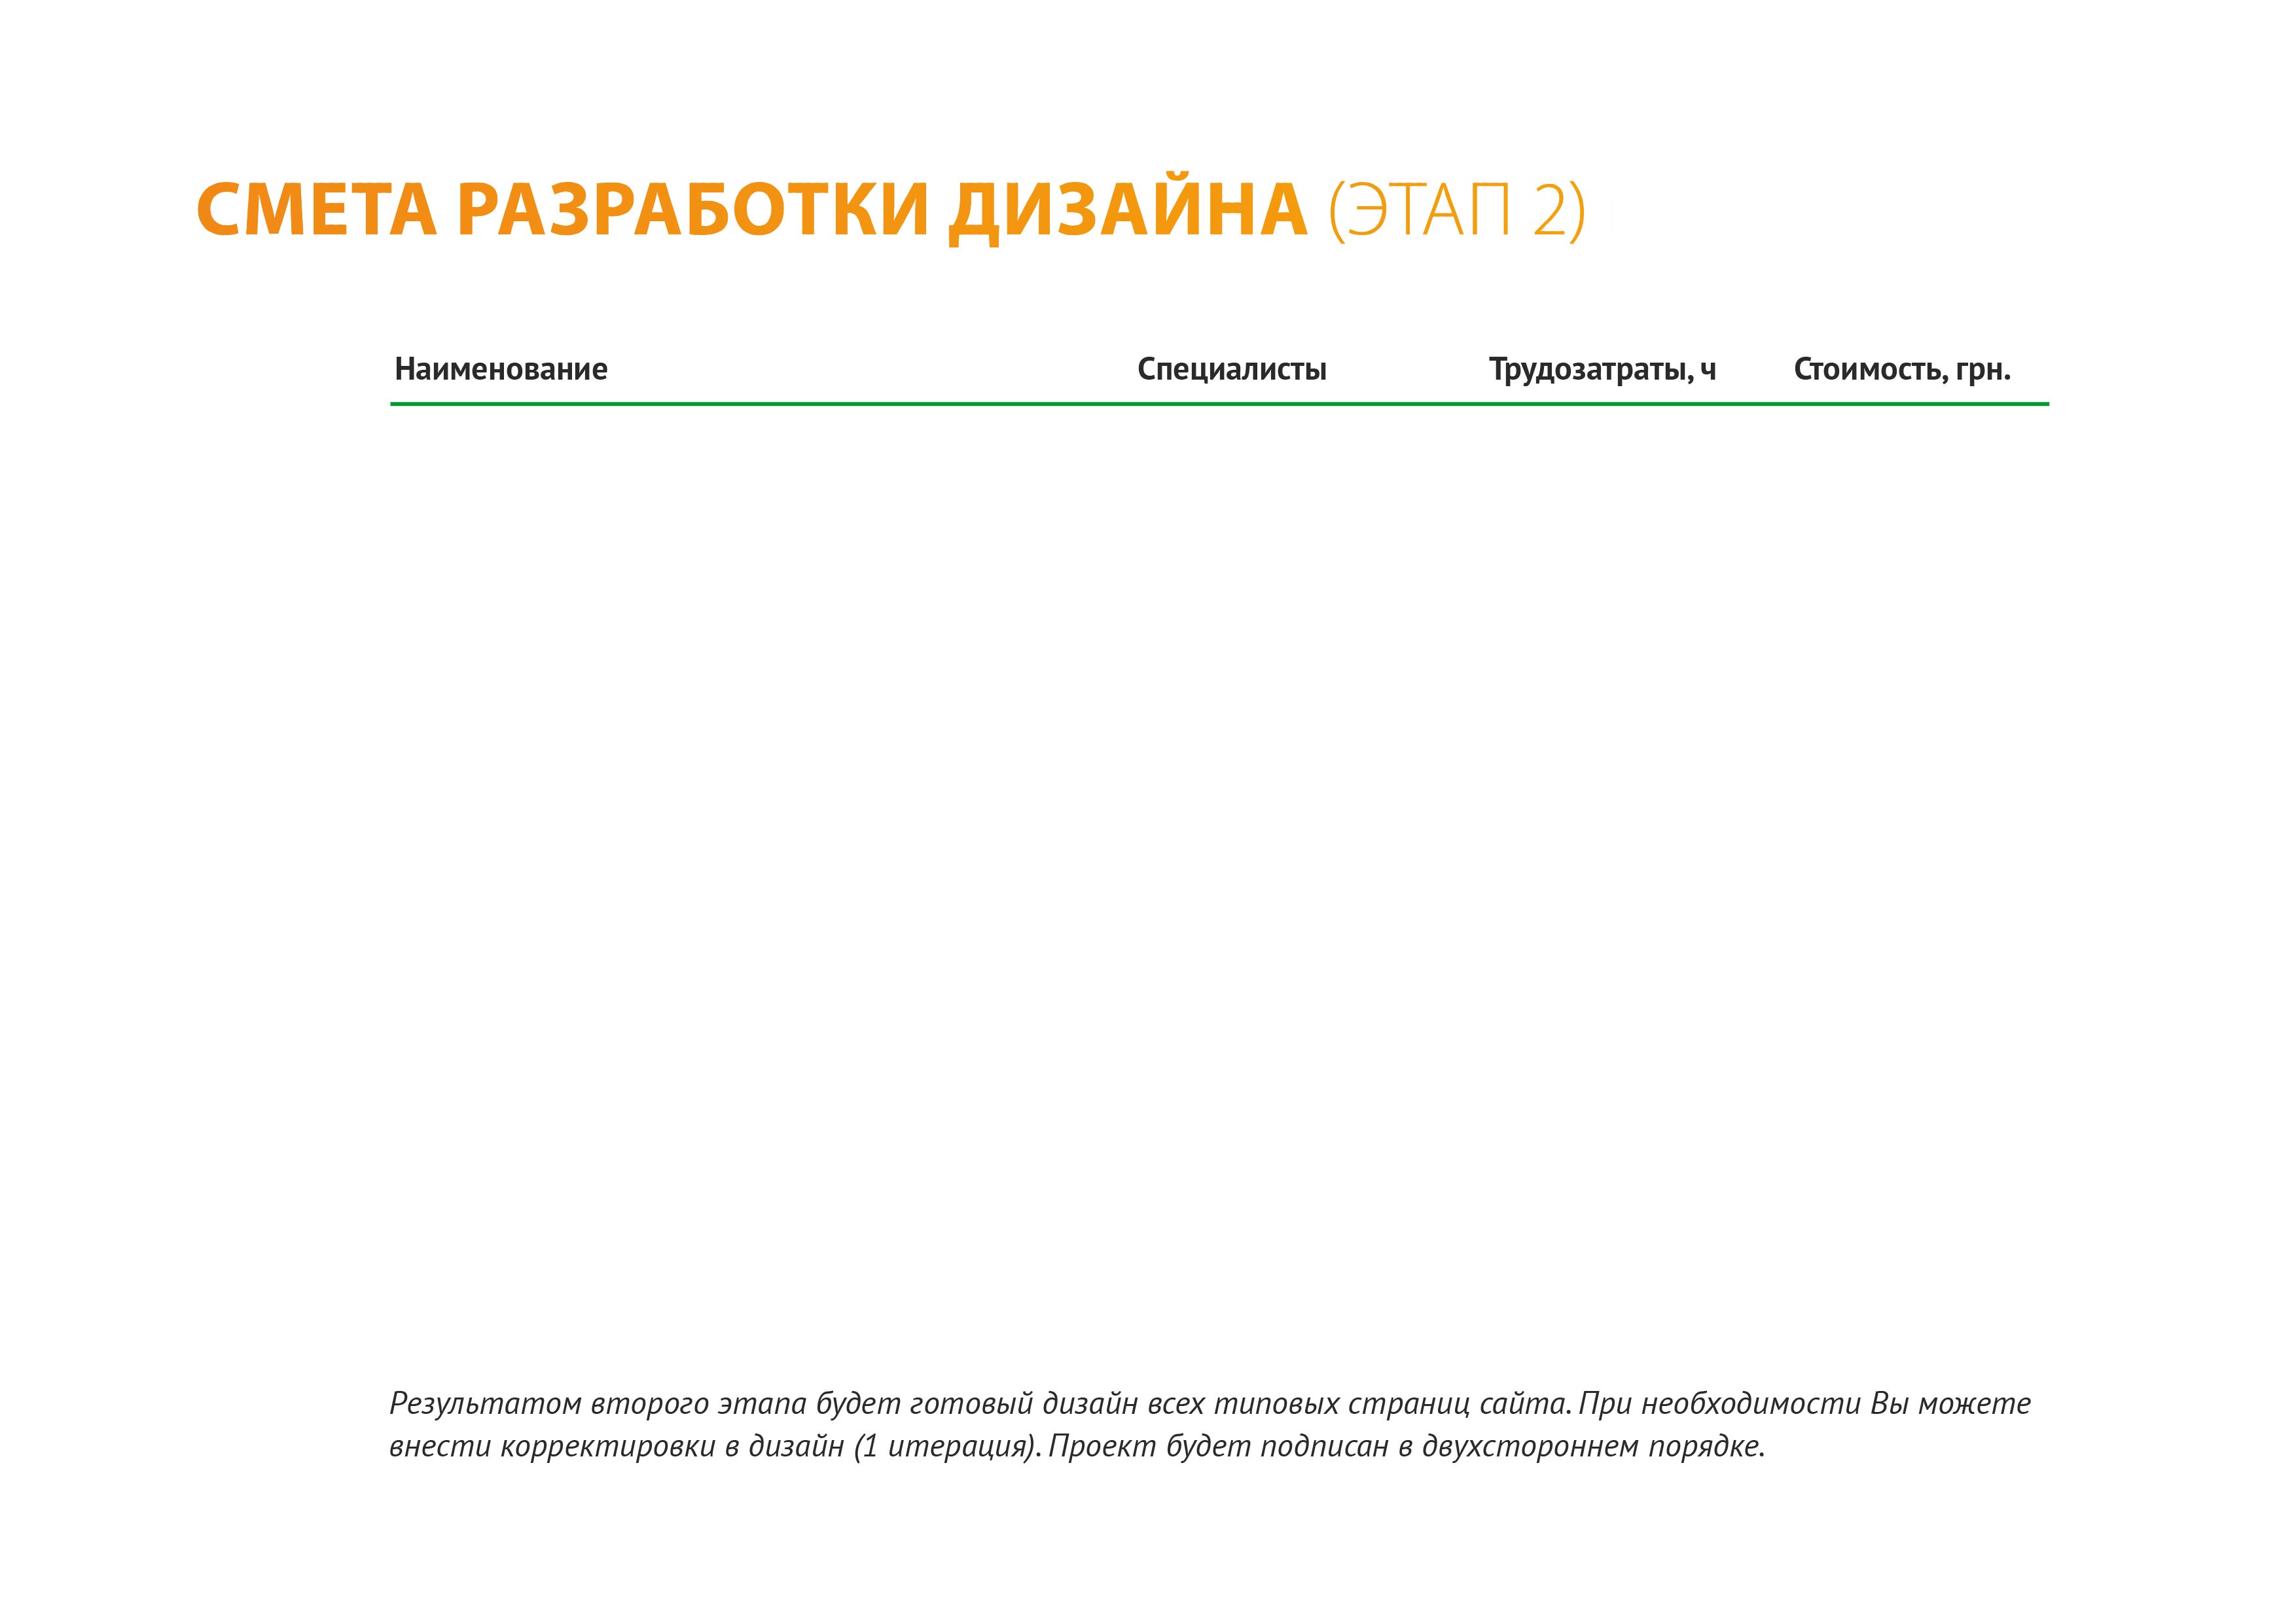 СМЕТА РАЗРАБОТКИ ДИЗАЙНА (ЭТАП 2)
Наименование Специалисты Трудозатраты, ч Стоимость, грн.
Результатом второго этапа будет готовый дизайн всех типовых страниц сайта. При необходимости Вы можете
внести корректировки в дизайн (1 итерация). Проект будет подписан в двухстороннем порядке.